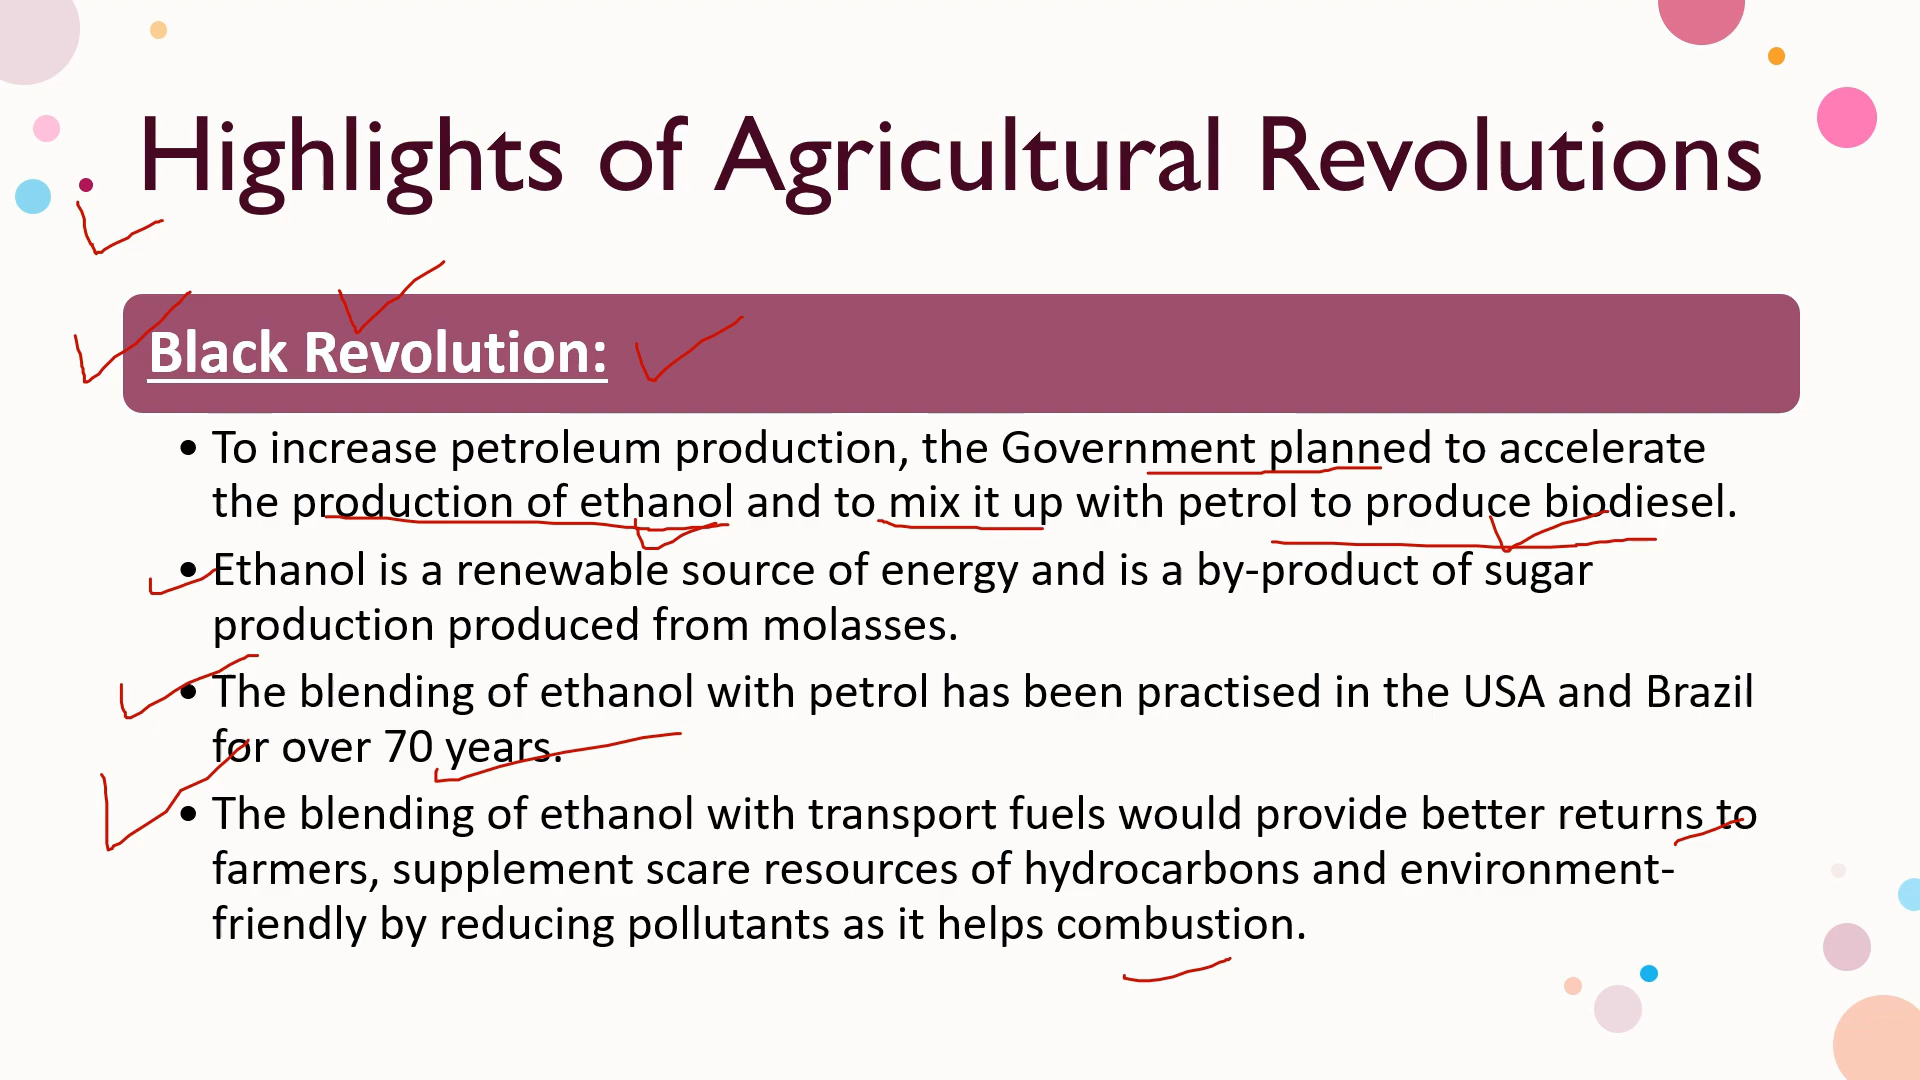 Highlights of Agricultural Revolutions
Black Revolution:
• To increase petroleum production, the Government planned to accelerate
the production of ethanol and to mix it up with petrol to produce biodiesel.
• Ethanol is a renewable source of energy and is a by-product of sugar
production produced from molasses.
• The blending of ethanol with petrol has been practised in the USA and Brazil
for over 70 years.
• The blending of ethanol with transport fuels would provide better returns to
farmers, supplement scare resources of hydrocarbons and environment-
friendly by reducing pollutants as it helps combustion.